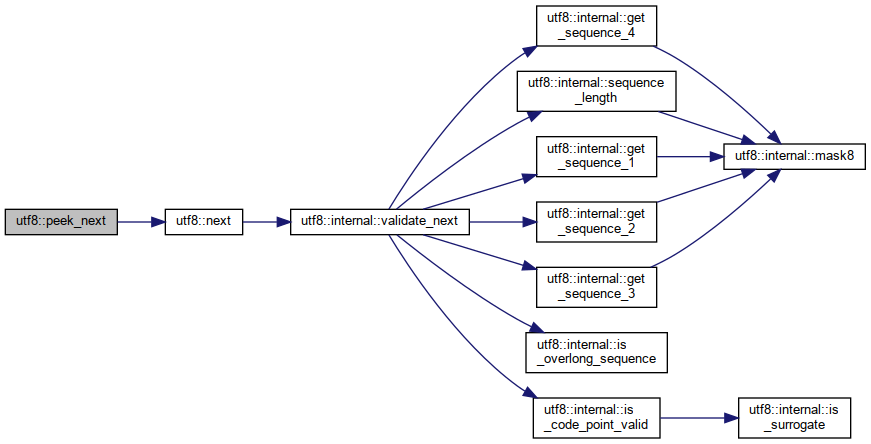 utf8::peek_next
utf8::next
utf8::internal::validate_next
utf8::internal::get
_sequence_4
utf8::internal::sequence
_length
utf8::internal::get
_sequence_1
utf8::internal::get
_sequence_2
utf8::internal::get
_sequence_3
utf8::internal::is
_overlong_sequence
utf8::internal::is
_code_point_valid
utf8::internal::mask8
utf8::internal::is
_surrogate